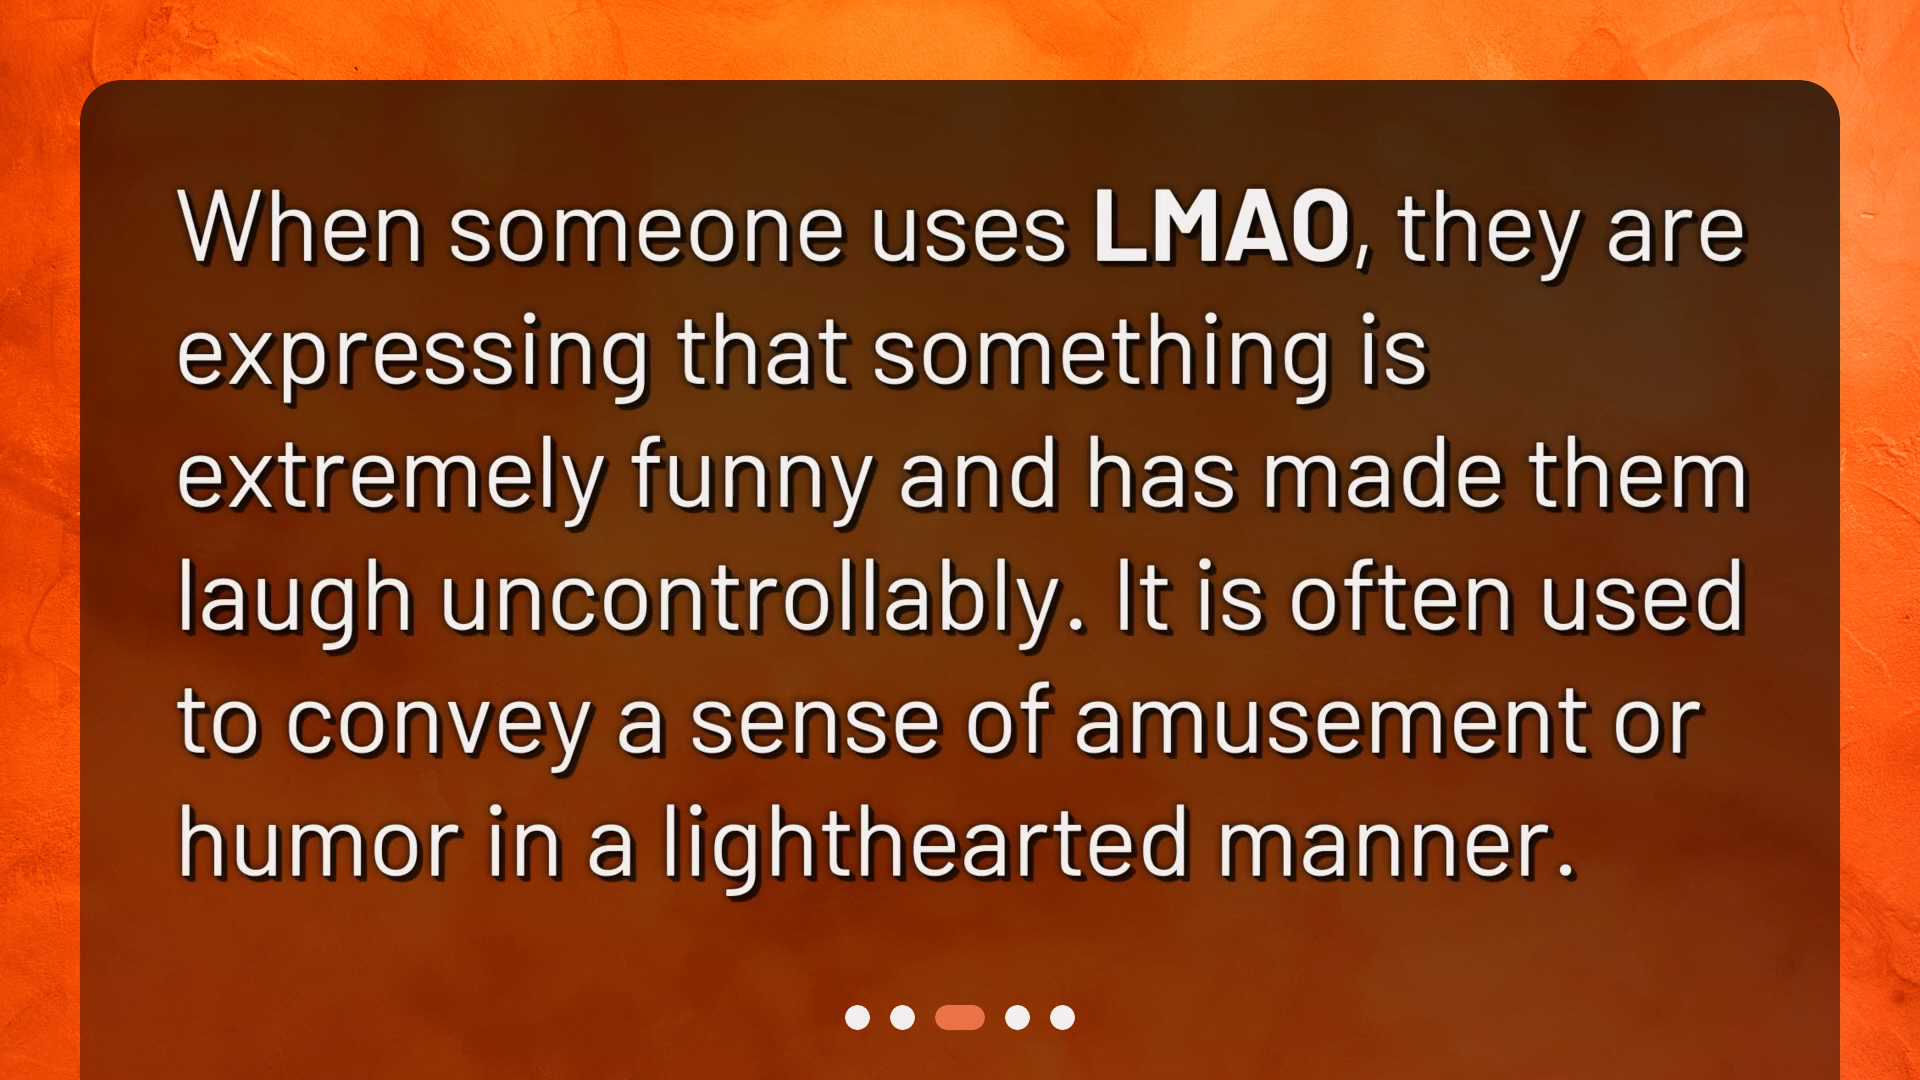 When someone uses LMAO, they are
expressing that something is
extremely funny and has made them
laugh uncontrollably. It is often used
to convey a sense of amusement or
humor in a lighthearted manner.